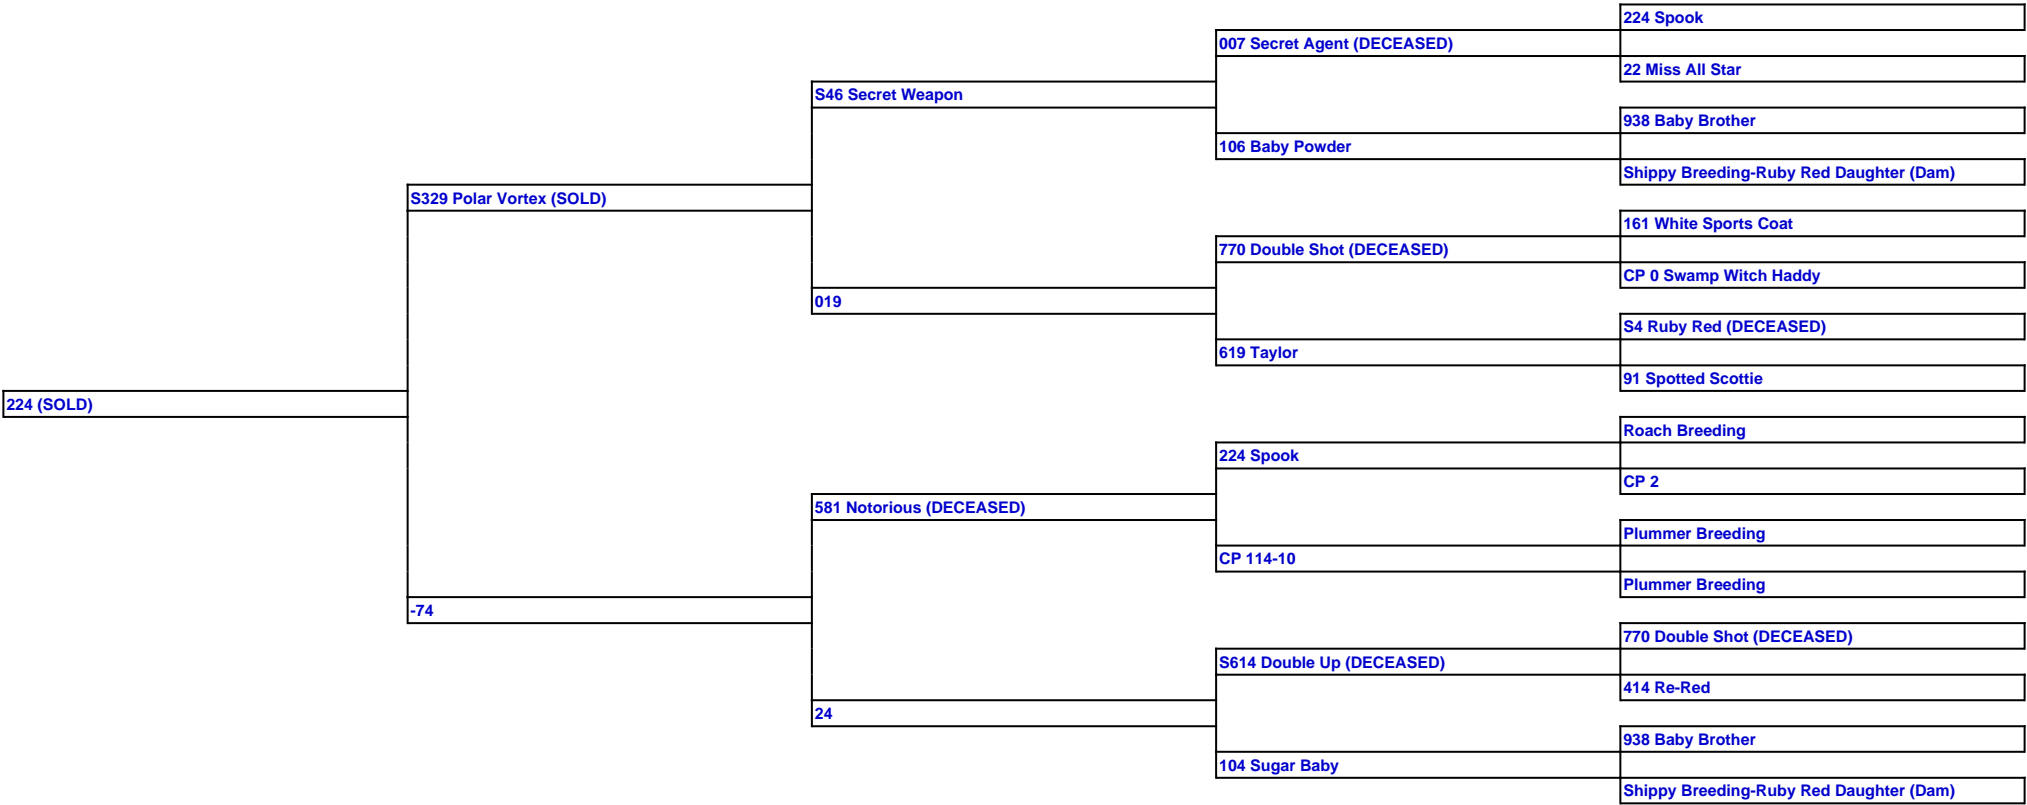 224 Spook
007 Secret Agent (DECEASED)
22 Miss All Star
S46 Secret Weapon
938 Baby Brother
106 Baby Powder
Shippy Breeding-Ruby Red Daughter (Dam)
S329 Polar Vortex (SOLD)
161 White Sports Coat
770 Double Shot (DECEASED)
CP 0 Swamp Witch Haddy
019
S4 Ruby Red (DECEASED)
619 Taylor
91 Spotted Scottie
224 (SOLD)
Roach Breeding
224 Spook
CP 2
581 Notorious (DECEASED)
Plummer Breeding
CP 114-10
Plummer Breeding
-74
770 Double Shot (DECEASED)
S614 Double Up (DECEASED)
414 Re-Red
24
938 Baby Brother
104 Sugar Baby
Shippy Breeding-Ruby Red Daughter (Dam)